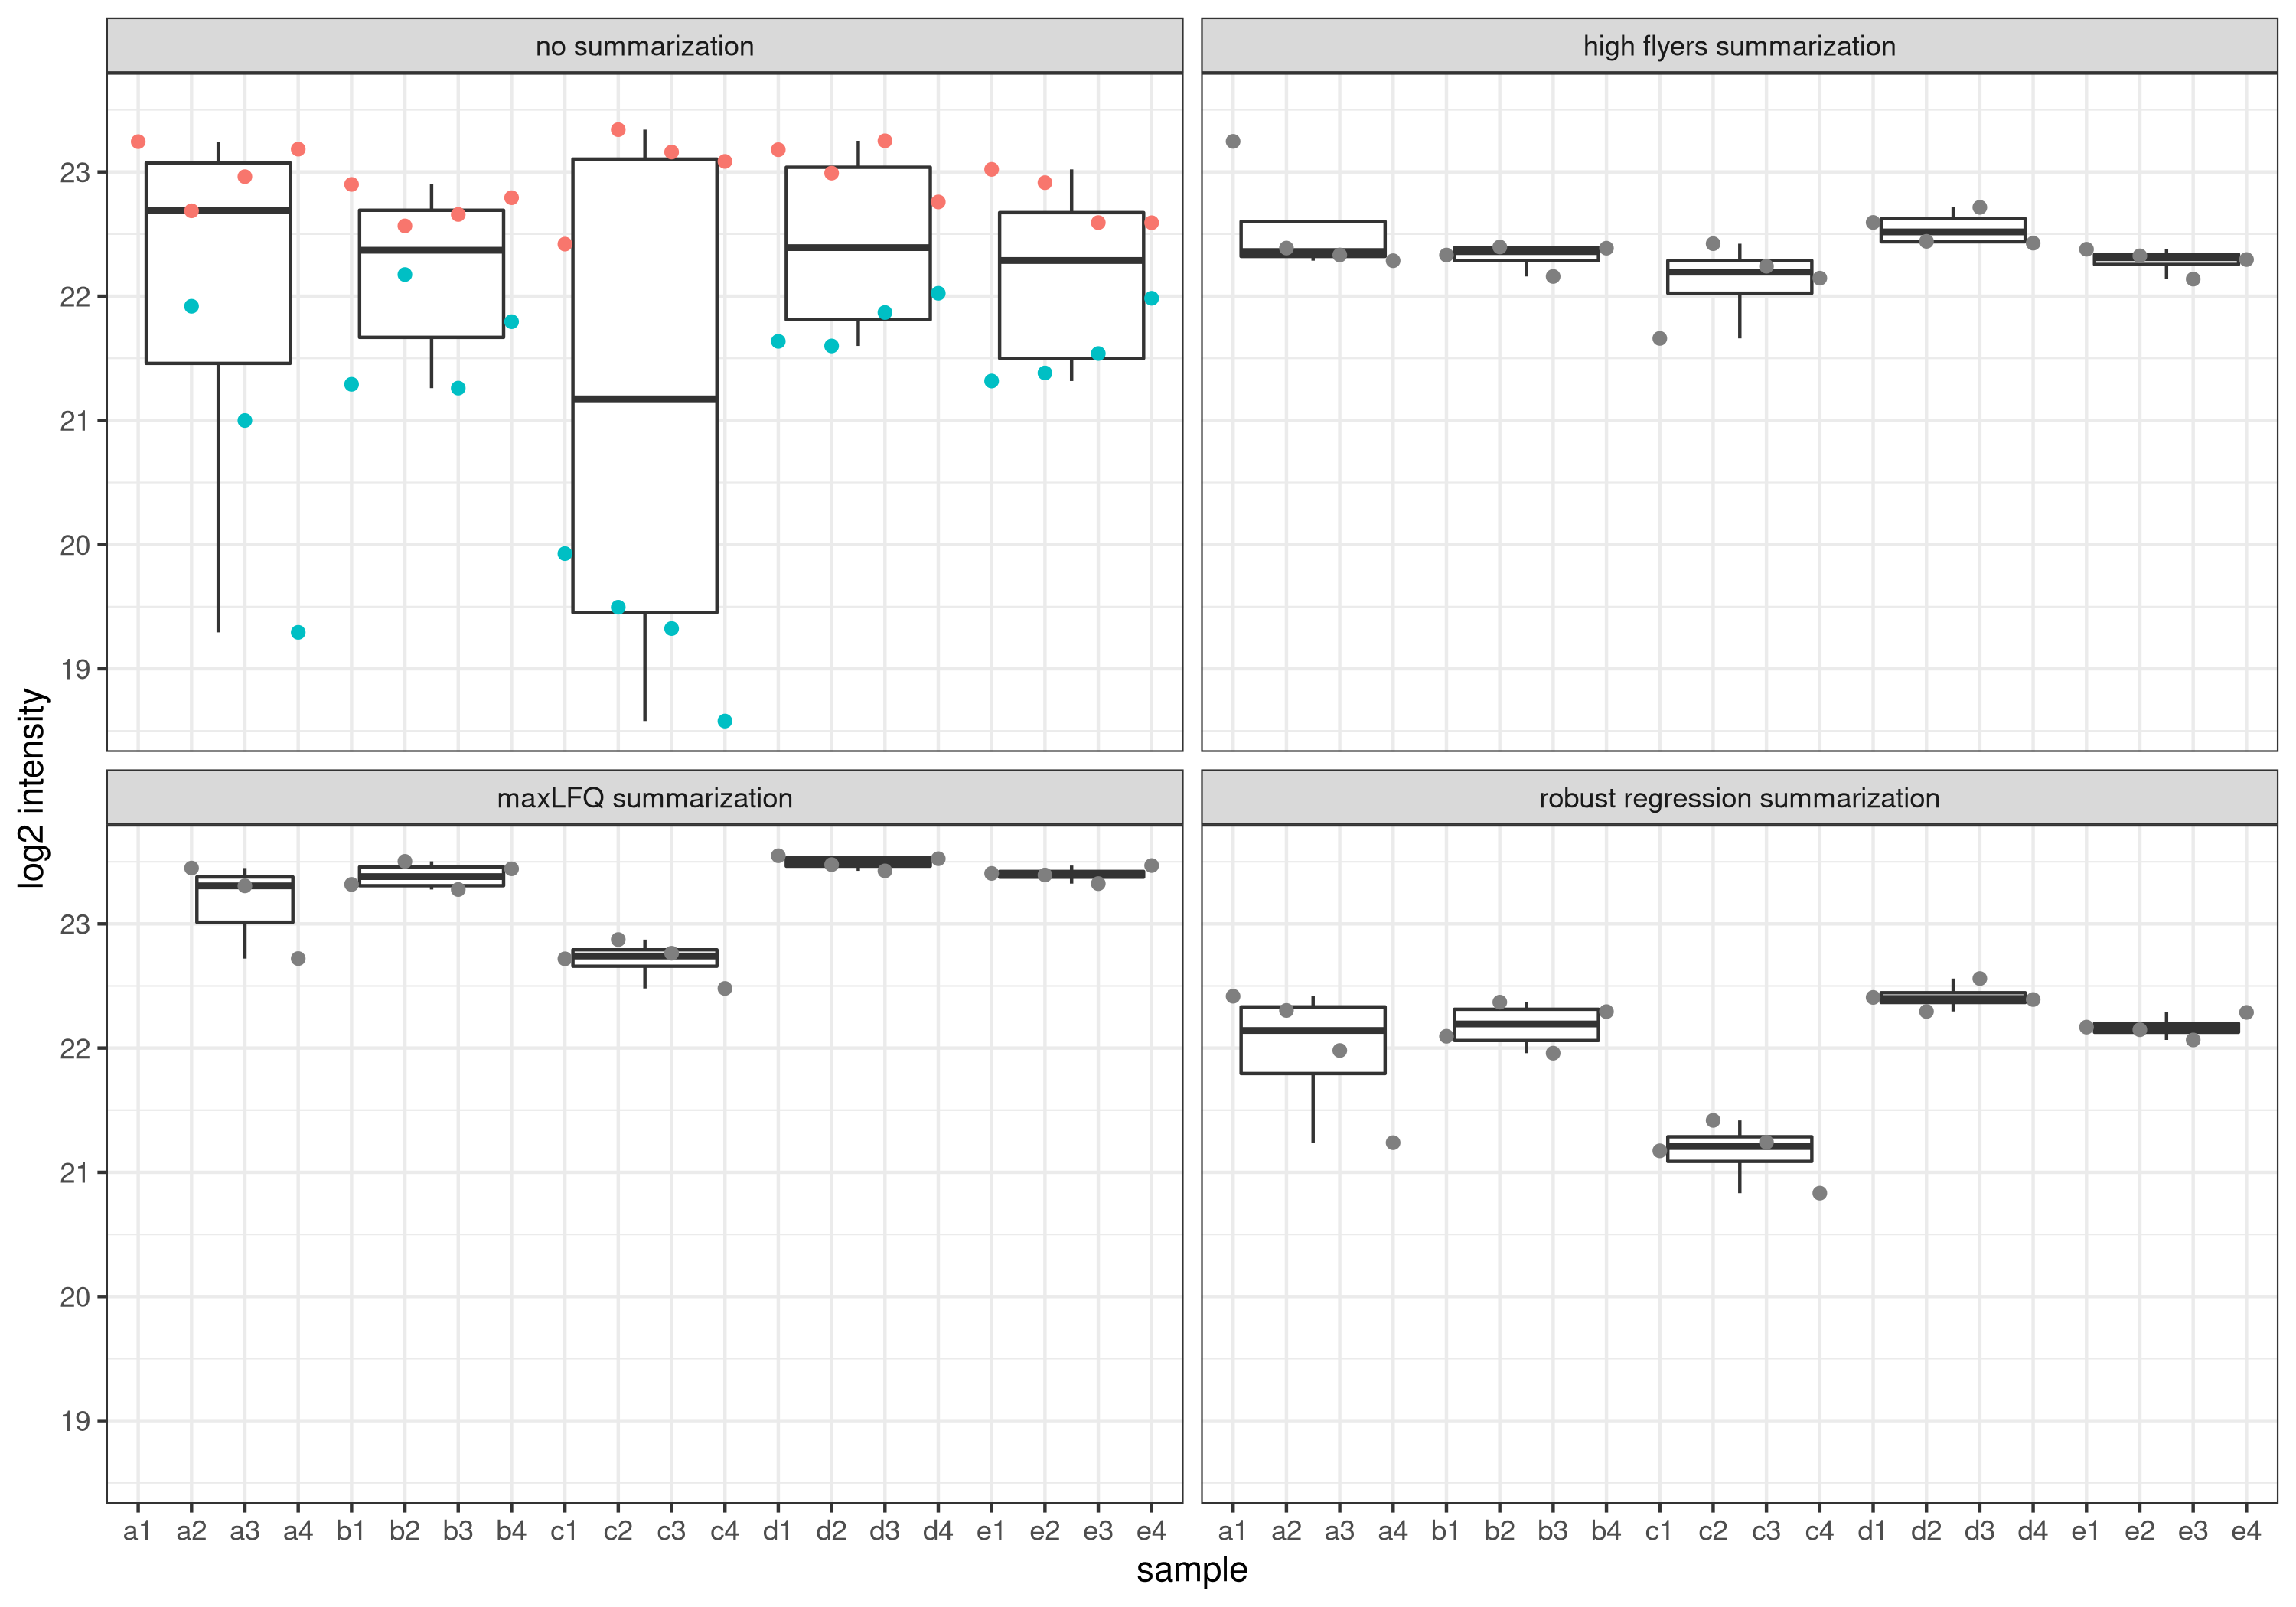 no summarization
high flyers summarization
23
22
21
20
19
maxLFQ summarization
robust regression summarization
23
22
21
20
19
log2 intensity
a1 a2 a3 a4 b1 b2 b3 b4 c1 c2 c3 c4 d1 d2 d3 d4 e1 e2 e3 e4
a1 a2 a3 a4 b1 b2 b3 b4 c1 c2 c3 c4 d1 d2 d3 d4 e1 e2 e3 e4
sample